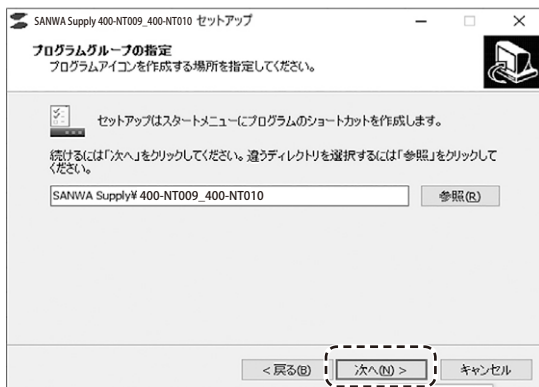 SANWA Supply 400-NT009_400-NT010 セットアップ
プログラムグループの指定
プログラムアイコンを作成する場所を指定してください。
セットアップはスタートメニューにプログラムのショートカットを作成します。
続けるには「次へ」をクリックしてください。違うディレクトリを選択するには「参照」をクリックして
ください。
SANWA Supply¥ 400-NT009_400-NT010
参照(R)
< 戻る(B)
次へ(N) >
キャンセル